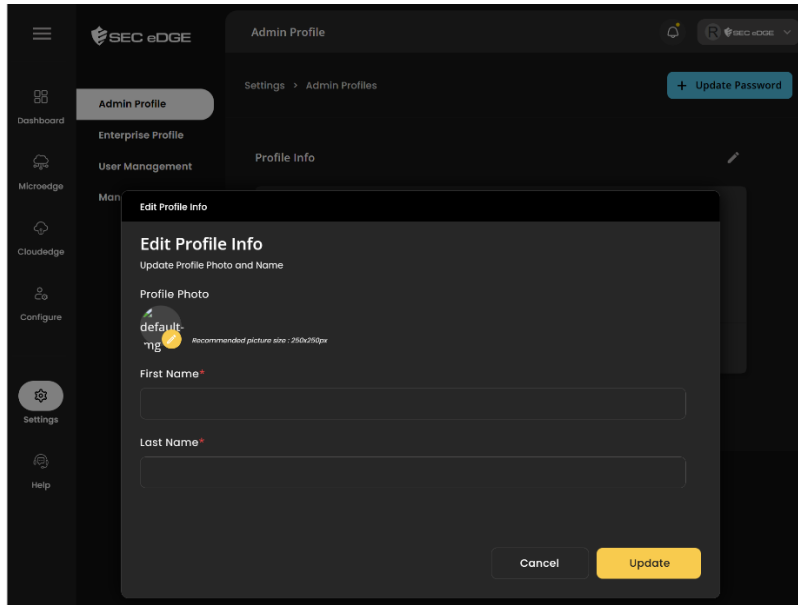 SEC eDGE
Admin Profile
R SEC eDGE
Dashboard
Microedge
Cloudedge
Configure
Settings
Help
Admin Profile
Enterprise Profile
User Management
Man
Settings > Admin Profiles
+ Update Password
Profile Info
Edit Profile Info
Edit Profile Info
Update Profile Photo and Name
Profile Photo
default-
Recommended picture size : 250x250px
First Name*
Last Name*
Cancel
Update